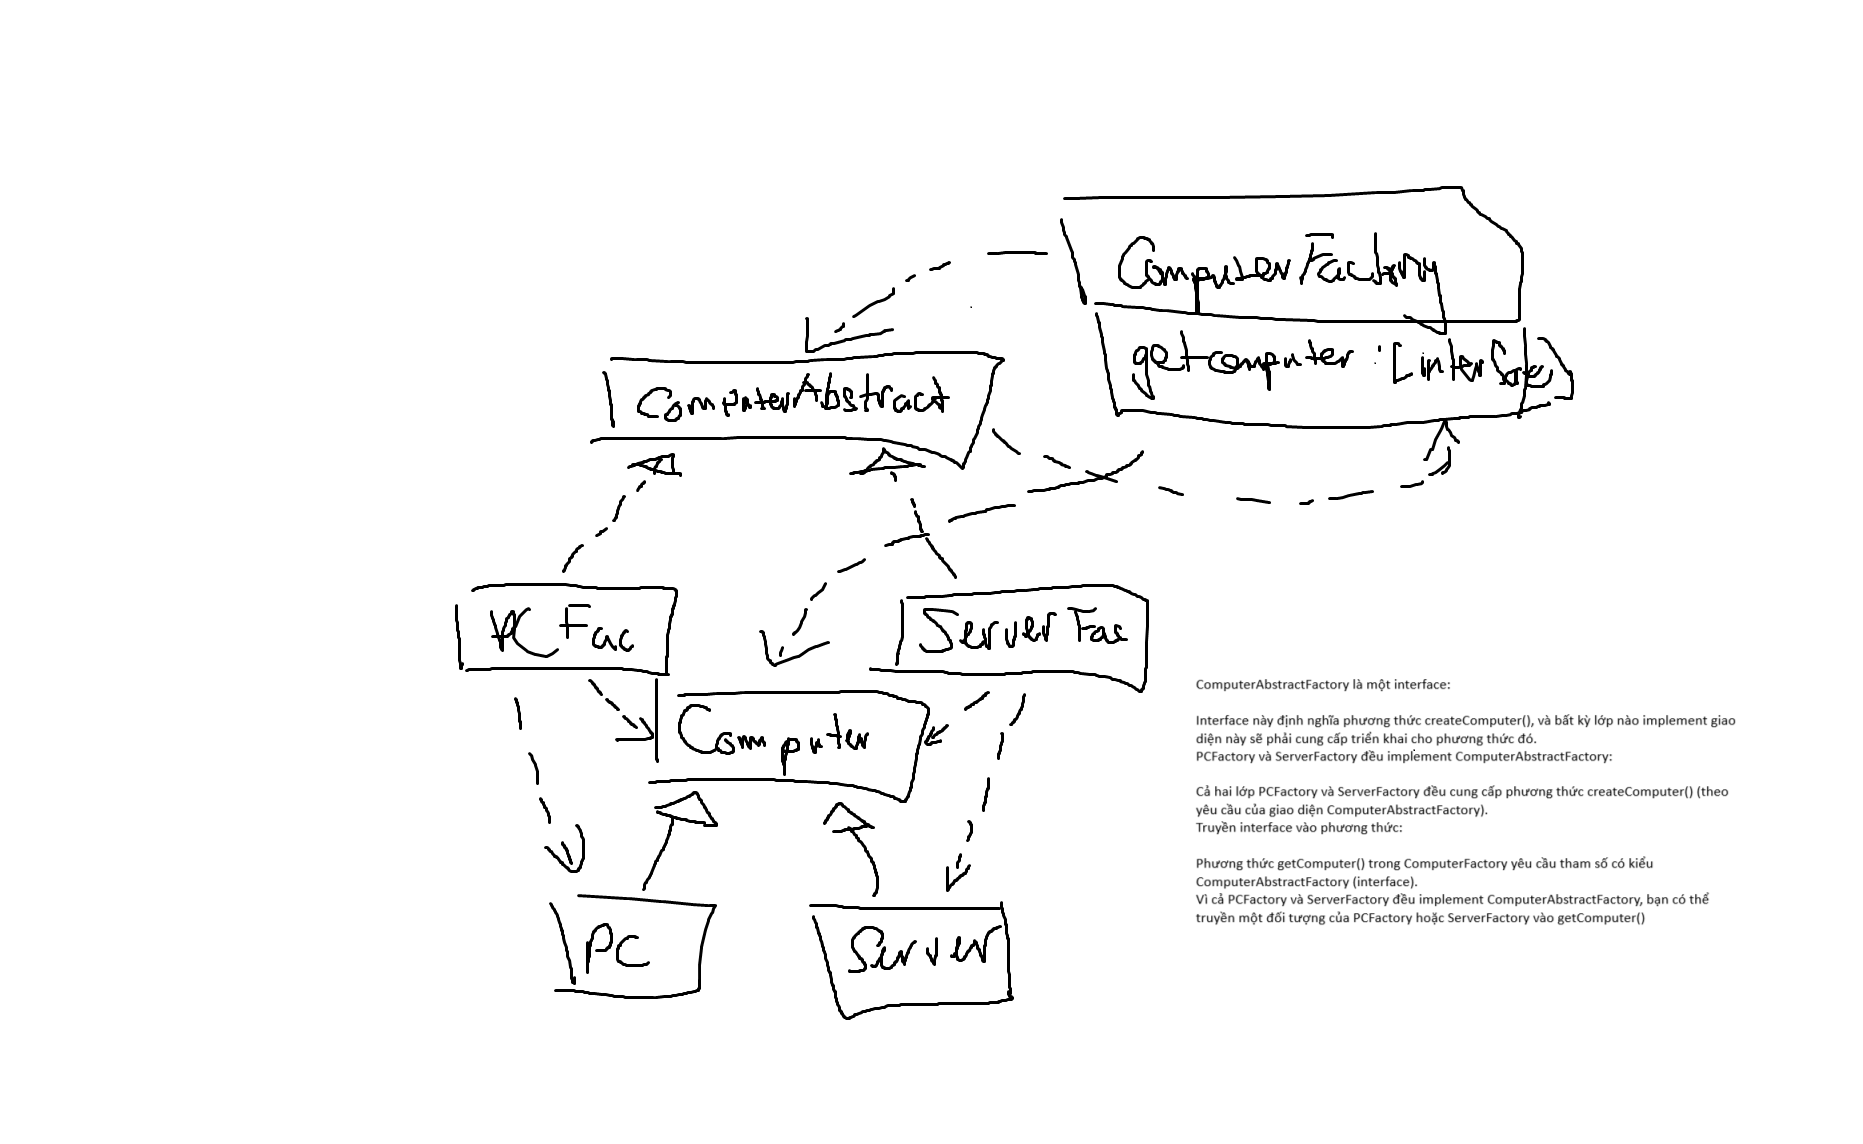 ComputerFactory
getcomputer : [interface]
ComputerAbstract
PC Fac
Server Fac
Computer
PC
Server
ComputerAbstractFactory là một interface:
Interface này định nghĩa phương thức createComputer(), và bất kỳ lớp nào implement giao
diện này sẽ phải cung cấp triển khai cho phương thức đó.
PCFactory và ServerFactory đều implement ComputerAbstractFactory:
Cả hai lớp PCFactory và ServerFactory đều cung cấp phương thức createComputer() (theo
yêu cầu của giao diện ComputerAbstractFactory).
Truyền interface vào phương thức:
Phương thức getComputer() trong ComputerFactory yêu cầu tham số có kiểu
ComputerAbstractFactory (interface).
Vì cả PCFactory và ServerFactory đều implement ComputerAbstractFactory, bạn có thể
truyền một đối tượng của PCFactory hoặc ServerFactory vào getComputer()